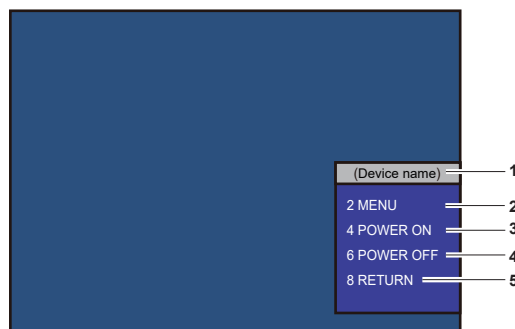 (Device name) 1
2 MENU 2
4 POWER ON 3
6 POWER OFF 4
8 RETURN 5